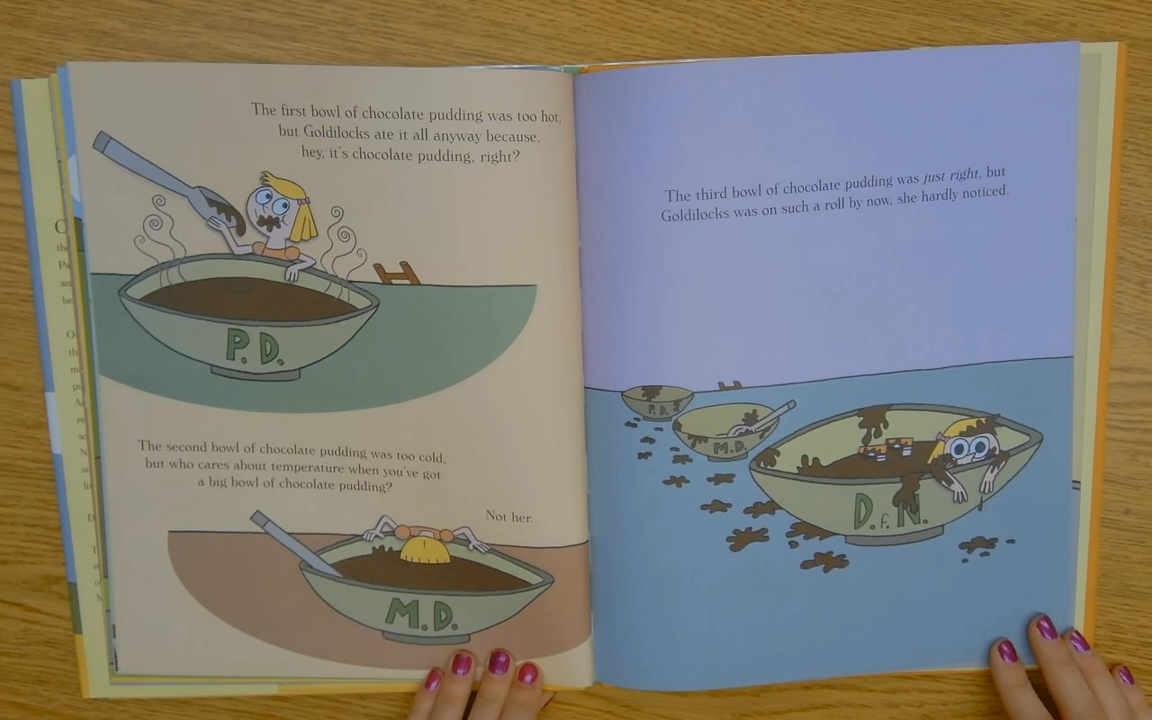 The first bowl of chocolate pudding was too hot,
but Goldilocks ate it all anyway because,
hey, it's chocolate pudding, right?
P. D.
The second bowl of chocolate pudding was too cold,
but who cares about temperature when you've got
a big bowl of chocolate pudding?
Not her.
M.D.
The third bowl of chocolate pudding was just right, but
Goldilocks was on such a roll by now, she hardly noticed.
P. D.
M.D.
D.f.N.